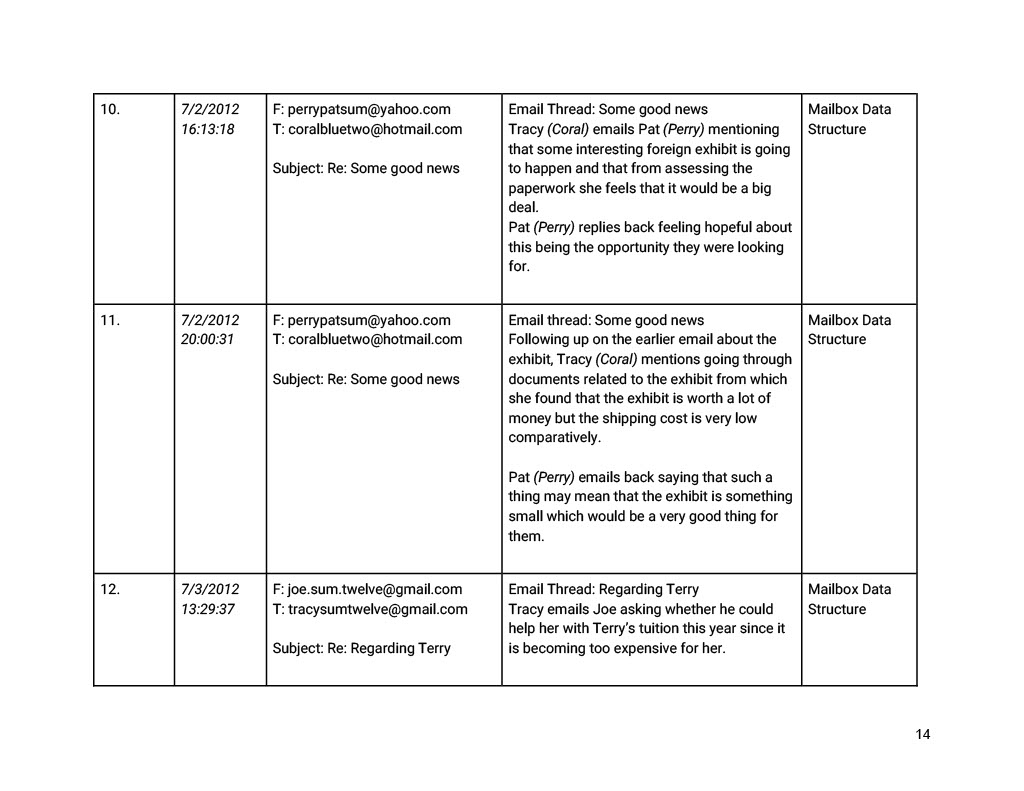 10.
7/2/2012
16:13:18
F: perrypatsum@yahoo.com
T: coralbluetwo@hotmail.com
Subject: Re: Some good news
Email Thread: Some good news
Tracy (Coral) emails Pat (Perry) mentioning
that some interesting foreign exhibit is going
to happen and that from assessing the
paperwork she feels that it would be a big
deal.
Pat (Perry) replies back feeling hopeful about
this being the opportunity they were looking
for.
Mailbox Data
Structure
11.
7/2/2012
20:00:31
F: perrypatsum@yahoo.com
T: coralbluetwo@hotmail.com
Subject: Re: Some good news
Email thread: Some good news
Following up on the earlier email about the
exhibit, Tracy (Coral) mentions going through
documents related to the exhibit from which
she found that the exhibit is worth a lot of
money but the shipping cost is very low
comparatively.
Pat (Perry) emails back saying that such a
thing may mean that the exhibit is something
small which would be a very good thing for
them.
Mailbox Data
Structure
12.
7/3/2012
13:29:37
F: joe.sum.twelve@gmail.com
T: tracysumtwelve@gmail.com
Subject: Re: Regarding Terry
Email Thread: Regarding Terry
Tracy emails Joe asking whether he could
help her with Terry's tuition this year since it
is becoming too expensive for her.
Mailbox Data
Structure
14